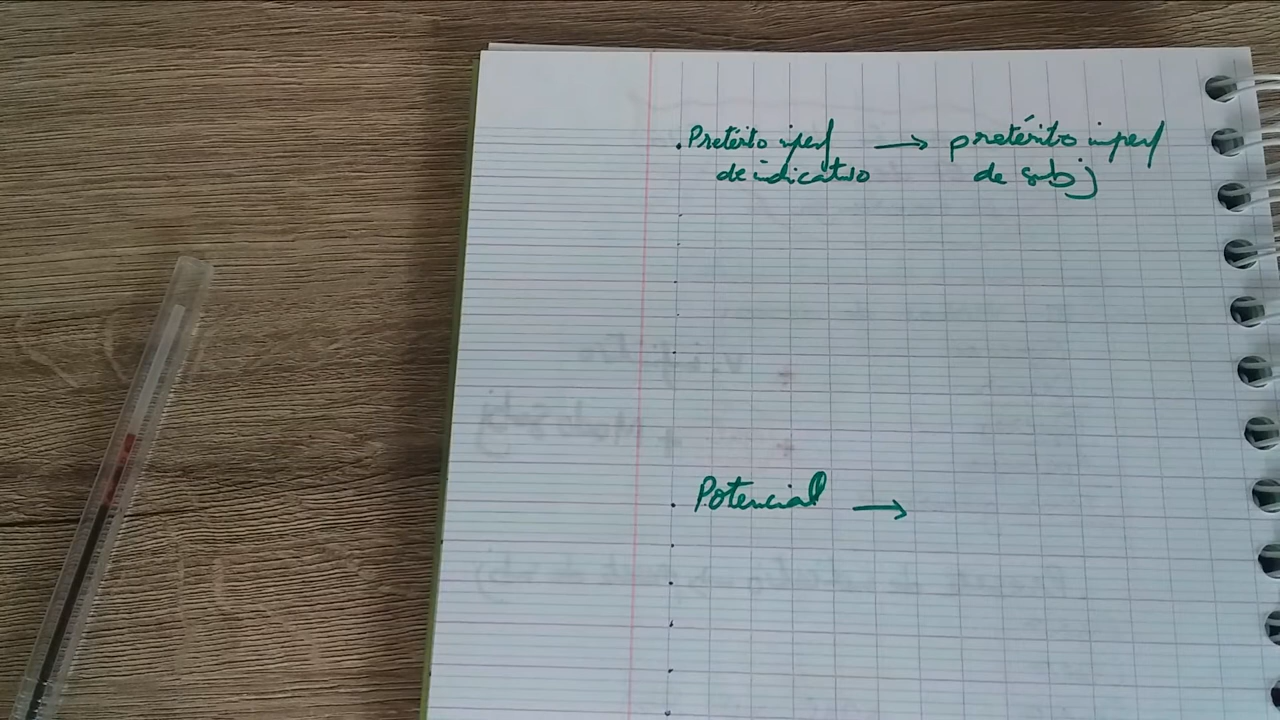 . Pretérito imperf → pretérito imperf
de indicativo de subj
. Potencial →